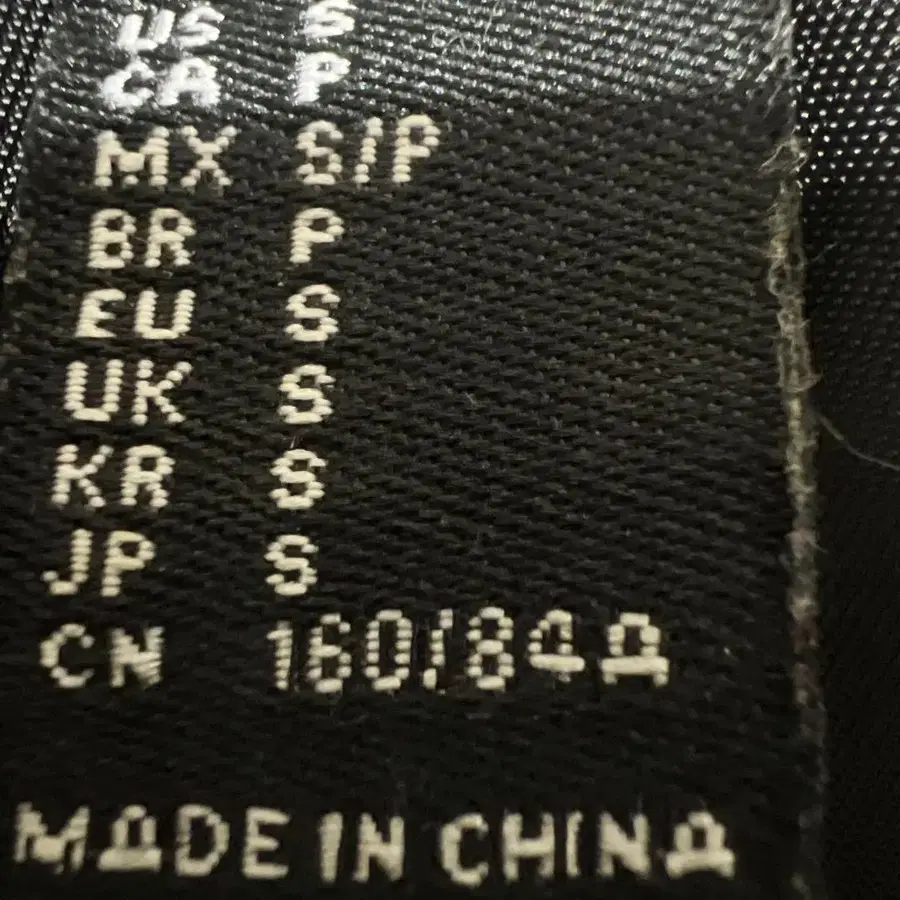 US S
CA P
MX S/P
BR P
EU S
UK S
KR S
JP S
CN 160/84A
MADE IN CHINA